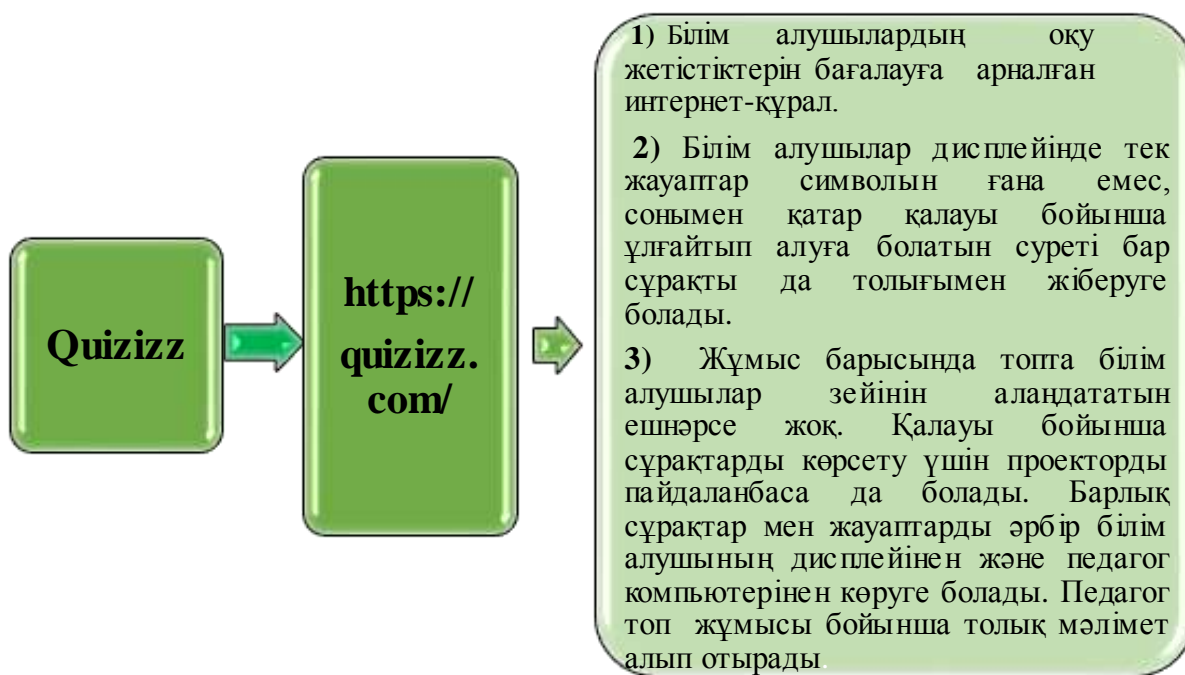 Quizizz
https://
quizizz.
com/
1) Білім алушылардың оқу
жетістіктерін бағалауға арналған
интернет-құрал.
2) Білім алушылар дисплейінде тек
жауаптар символын ғана емес,
сонымен қатар қалауы бойынша
ұлғайтып алуға болатын суреті бар
сұрақты да толығымен жіберуге
болады.
3) Жұмыс барысында топта білім
алушылар зейінін алаңдататын
ешнәрсе жоқ. Қалауы бойынша
сұрақтарды көрсету үшін проекторды
пайдаланбаса да болады. Барлық
сұрақтар мен жауаптарды әрбір білім
алушының дисплейінен және педагог
компьютерінен көруге болады. Педагог
топ жұмысы бойынша толық мәлімет
алып отырады.